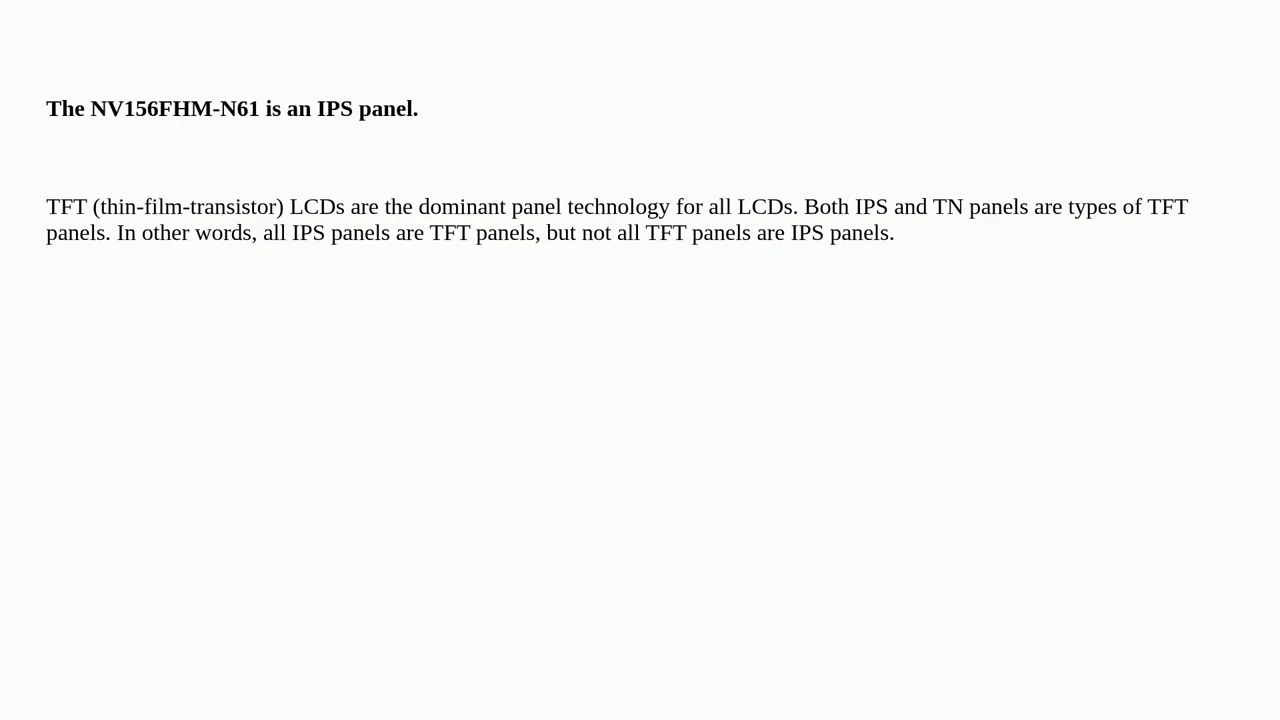 The NV156FHM-N61 is an IPS panel.
TFT (thin-film-transistor) LCDs are the dominant panel technology for all LCDs. Both IPS and TN panels are types of TFT
panels. In other words, all IPS panels are TFT panels, but not all TFT panels are IPS panels.